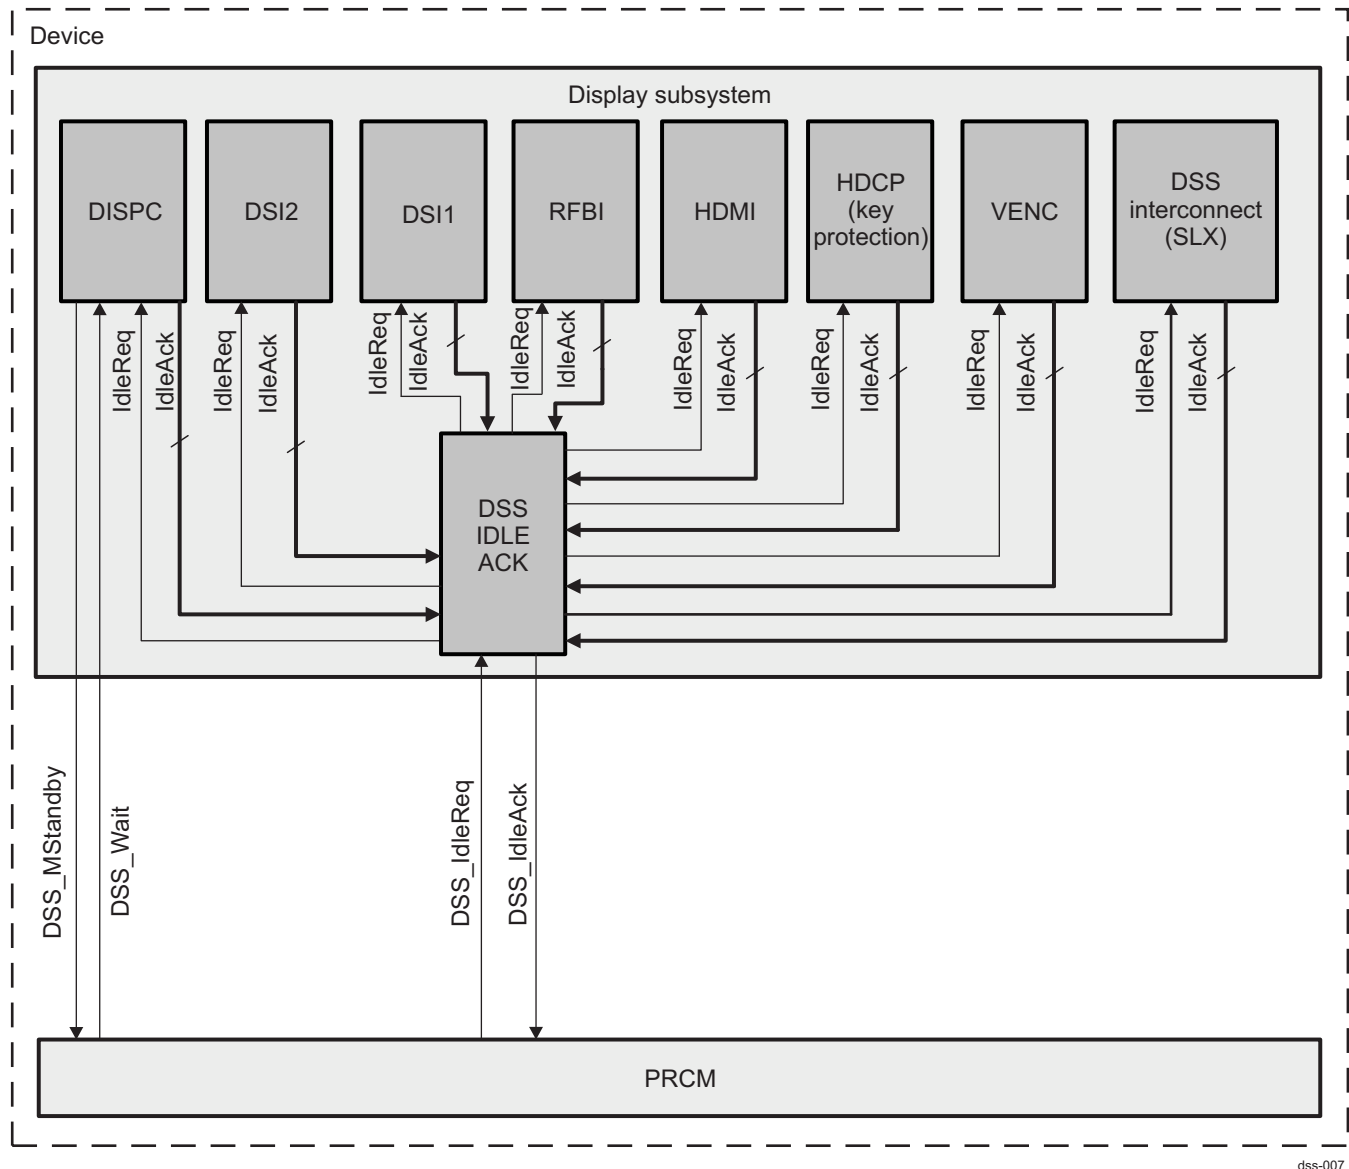 Device
Display subsystem
DISPC
DSI2
DSI1
RFBI
HDMI
HDCP
(key
protection)
VENC
DSS
interconnect
(SLX)
IdleReq
IdleAck
IdleReq
IdleAck
IdleReq
IdleAck
IdleReq
IdleAck
IdleReq
IdleAck
IdleReq
IdleAck
IdleReq
IdleAck
IdleReq
IdleAck
DSS
IDLE
ACK
DSS_MStandby
DSS_Wait
DSS_IdleReq
DSS_IdleAck
PRCM
dss-007